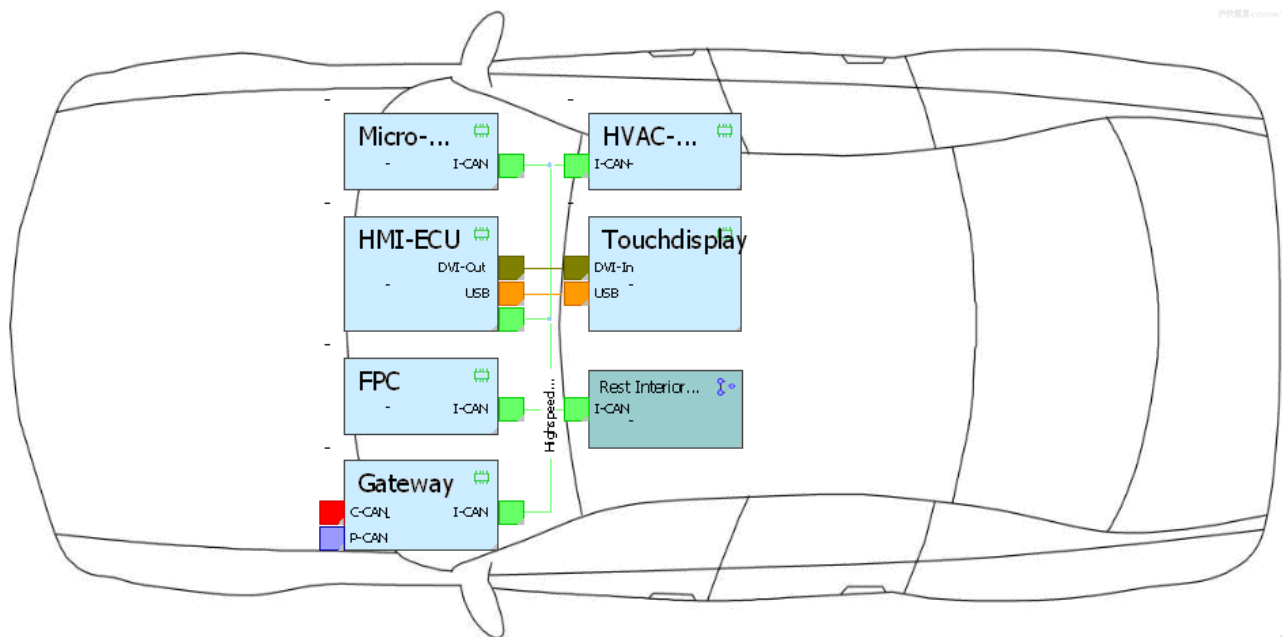 Micro-...
I-CAN
HVAC-...
I-CAN
HMI-ECU
DVI-Out
USB
Touchdisplay
DVI-In
USB
FPC
I-CAN
Rest Interior...
I-CAN
Highspeed...
Gateway
C-CAN
I-CAN
P-CAN